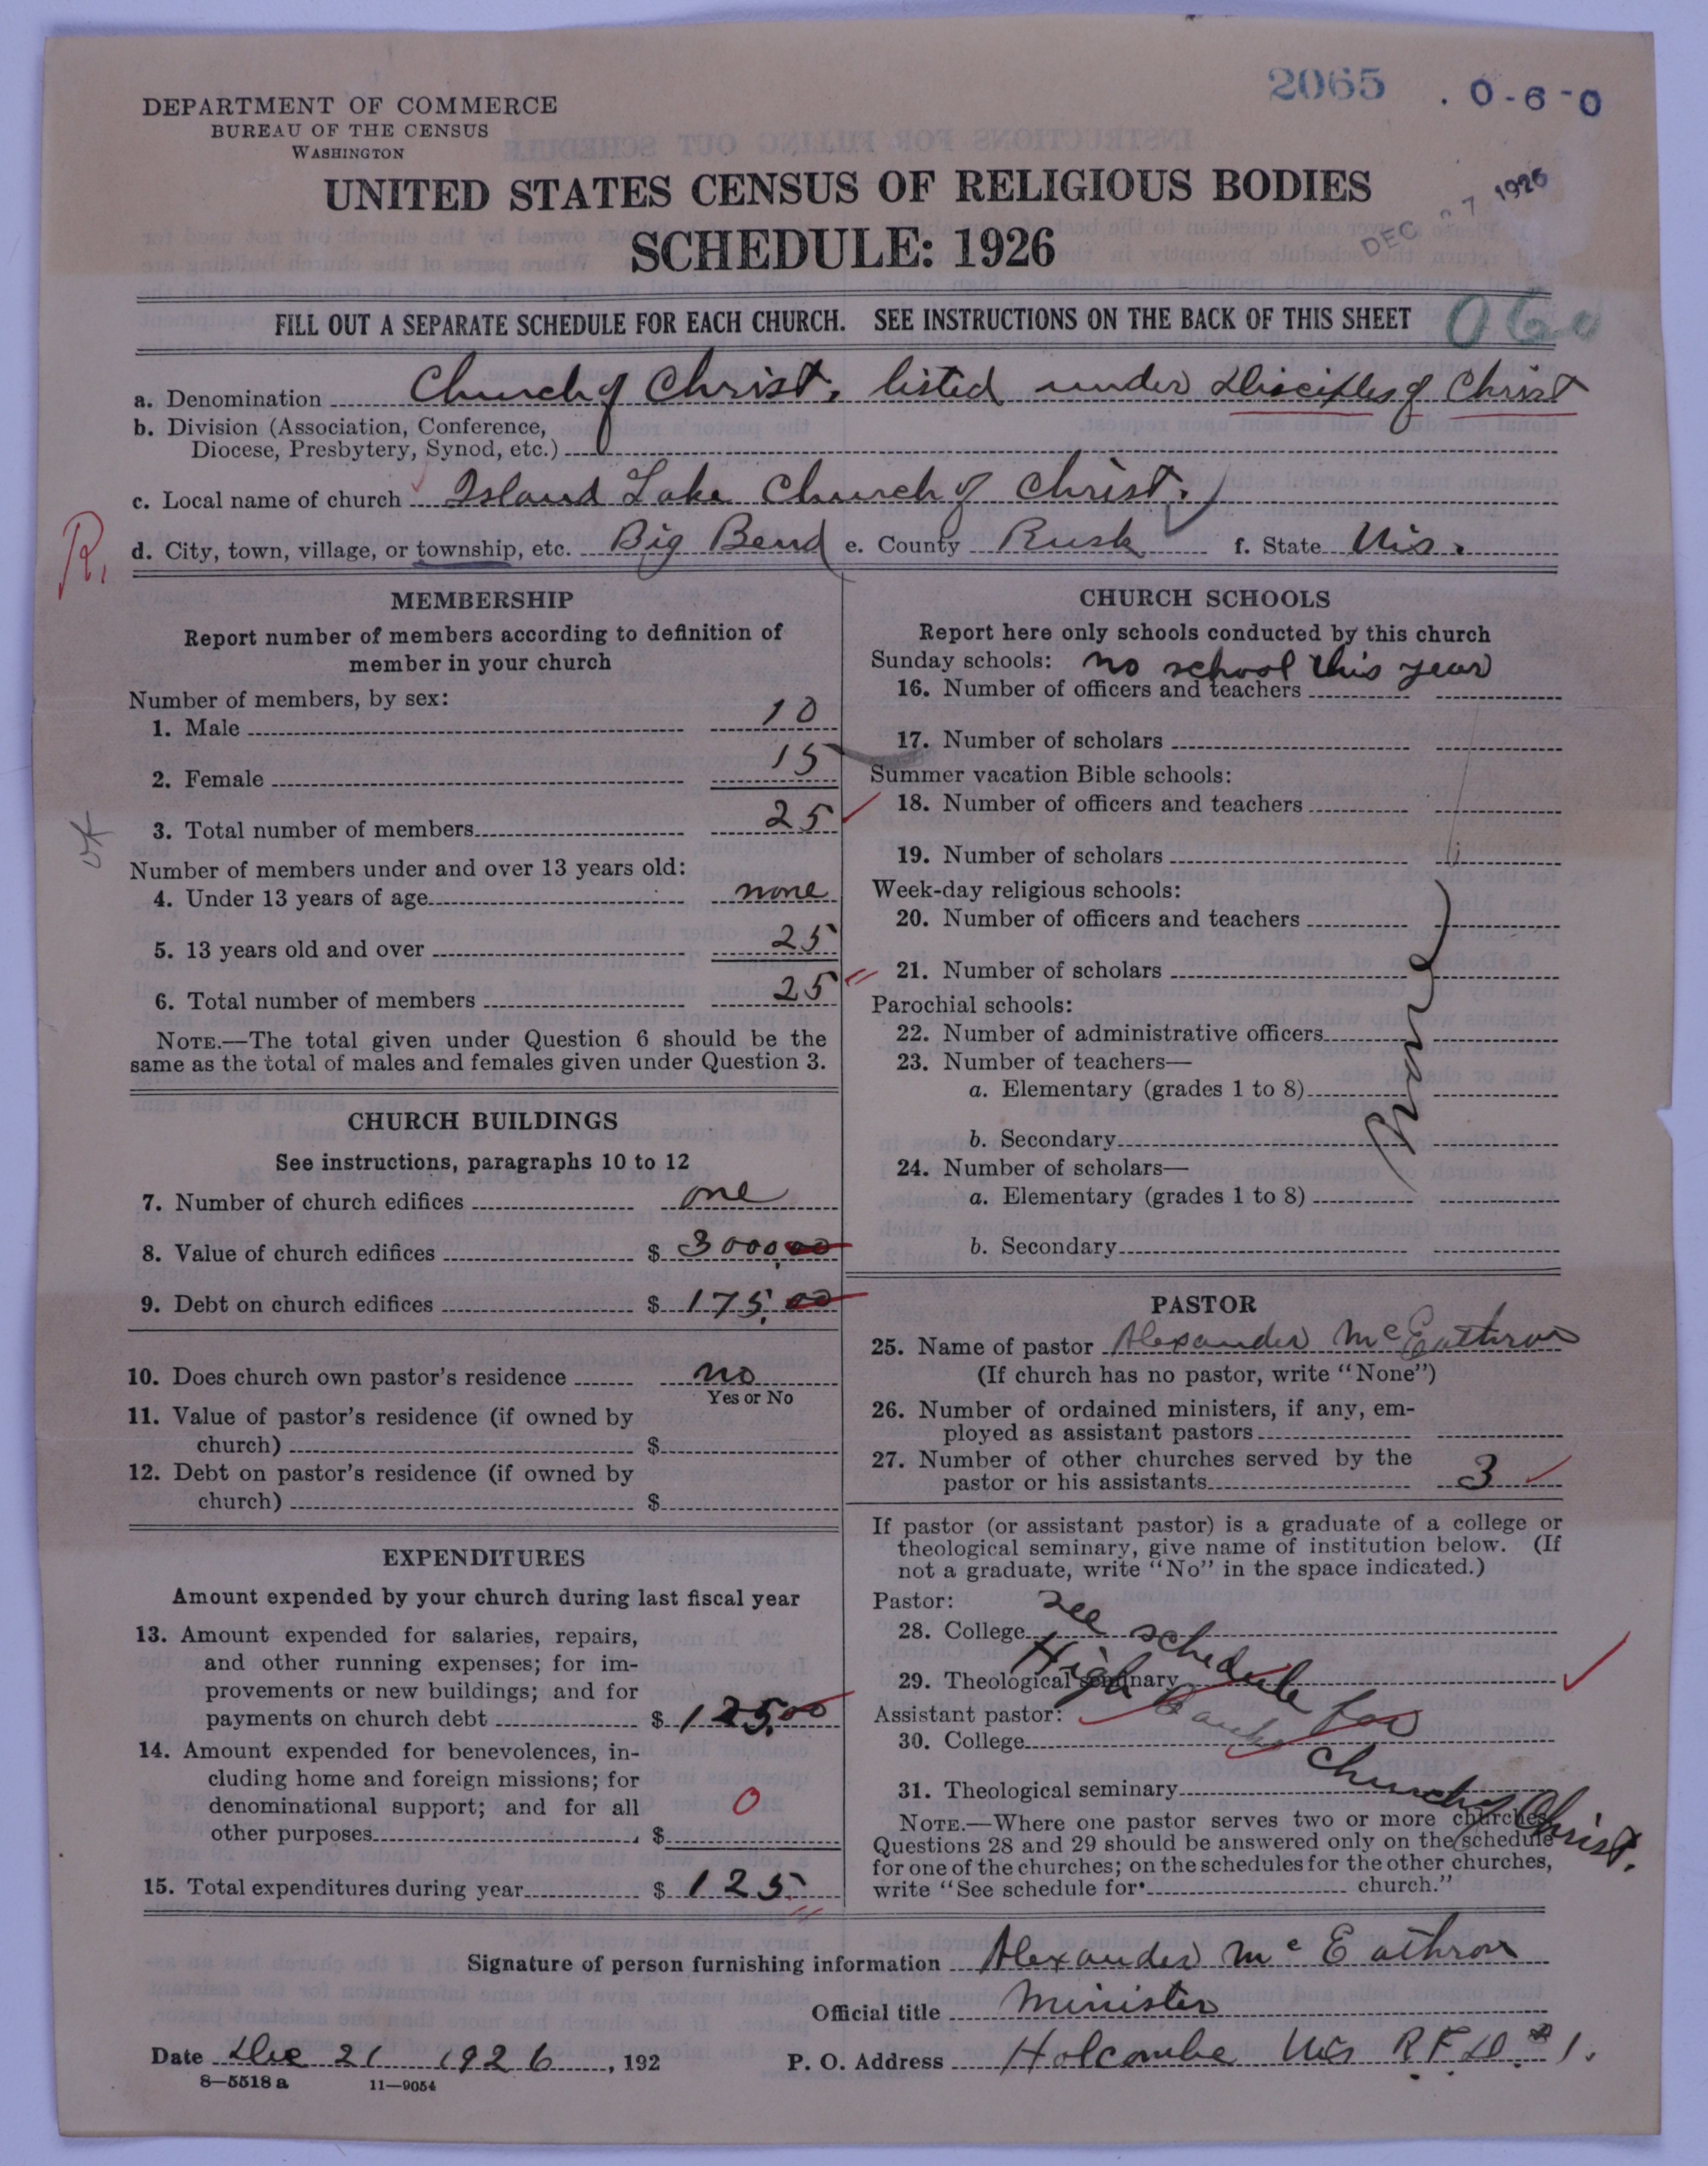 2065 . 0-6-0
DEPARTMENT OF COMMERCE
BUREAU OF THE CENSUS
WASHINGTON
UNITED STATES CENSUS OF RELIGIOUS BODIES
SCHEDULE: 1926
DEC 27 1926
FILL OUT A SEPARATE SCHEDULE FOR EACH CHURCH. SEE INSTRUCTIONS ON THE BACK OF THIS SHEET
060
a. Denomination Church of Christ, listed under Disciples of Christ
b. Division (Association, Conference,
Diocese, Presbytery, Synod, etc.)
c. Local name of church Island Lake Church of Christ.
R.
d. City, town, village, or township, etc. Big Bend e. County Rusk f. State Wis.
MEMBERSHIP
Report number of members according to definition of
member in your church
Number of members, by sex:
1. Male 10
2. Female 15
3. Total number of members 25
OK
Number of members under and over 13 years old:
4. Under 13 years of age none
5. 13 years old and over 25
6. Total number of members 25
NOTE.—The total given under Question 6 should be the
same as the total of males and females given under Question 3.
CHURCH BUILDINGS
See instructions, paragraphs 10 to 12
7. Number of church edifices one
8. Value of church edifices $ 3000.00
9. Debt on church edifices $ 175.00
10. Does church own pastor's residence no
Yes or No
11. Value of pastor's residence (if owned by
church) $
12. Debt on pastor's residence (if owned by
church) $
EXPENDITURES
Amount expended by your church during last fiscal year
13. Amount expended for salaries, repairs,
and other running expenses; for im-
provements or new buildings; and for
payments on church debt $ 125.00
14. Amount expended for benevolences, in-
cluding home and foreign missions; for
denominational support; and for all
other purposes $ 0
15. Total expenditures during year $ 125
CHURCH SCHOOLS
Report here only schools conducted by this church
Sunday schools: no school this year
16. Number of officers and teachers
17. Number of scholars
Summer vacation Bible schools:
18. Number of officers and teachers
19. Number of scholars
Week-day religious schools:
20. Number of officers and teachers
21. Number of scholars
Parochial schools:
22. Number of administrative officers
23. Number of teachers—
a. Elementary (grades 1 to 8)
b. Secondary
24. Number of scholars—
a. Elementary (grades 1 to 8)
b. Secondary
None
PASTOR
25. Name of pastor Alexander McEathron
(If church has no pastor, write "None")
26. Number of ordained ministers, if any, em-
ployed as assistant pastors
27. Number of other churches served by the
pastor or his assistants 3
If pastor (or assistant pastor) is a graduate of a college or
theological seminary, give name of institution below. (If
not a graduate, write "No" in the space indicated.)
Pastor:
28. College
29. Theological seminary
Assistant pastor:
30. College
31. Theological seminary
See schedule for
High
Church of Christ.
NOTE.—Where one pastor serves two or more churches
Questions 28 and 29 should be answered only on the schedule
for one of the churches; on the schedules for the other churches,
write "See schedule for church."
Signature of person furnishing information Alexander McEathron
Official title Minister
Date Dec 21 1926, 192 P. O. Address Holcombe Wis R.F.D. # 1.
8—5518 a 11—9054